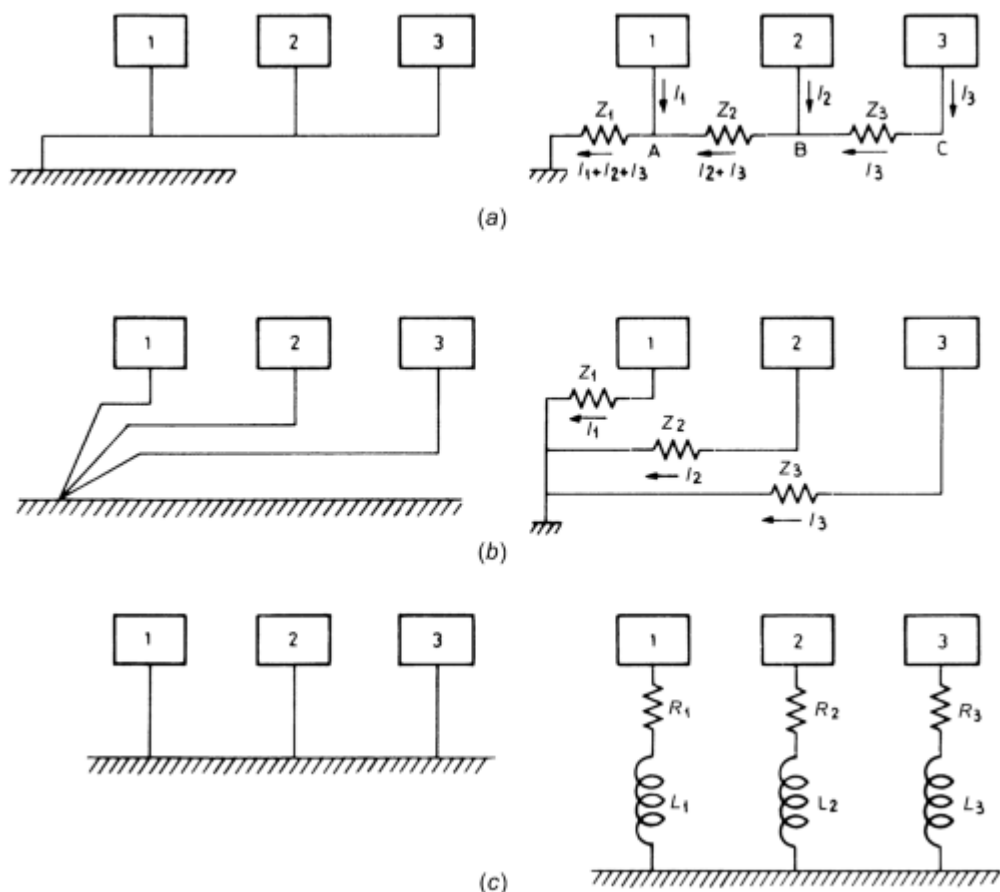 1 2 3 1 2 3
I₁ I₂ I₃
Z₁ Z₂ Z₃
A B C
I₁+I₂+I₃ I₂+I₃ I₃
(a)
1 2 3 1 2 3
Z₁
I₁
Z₂
I₂
Z₃
I₃
(b)
1 2 3 1 2 3
R₁ R₂ R₃
L₁ L₂ L₃
(c)